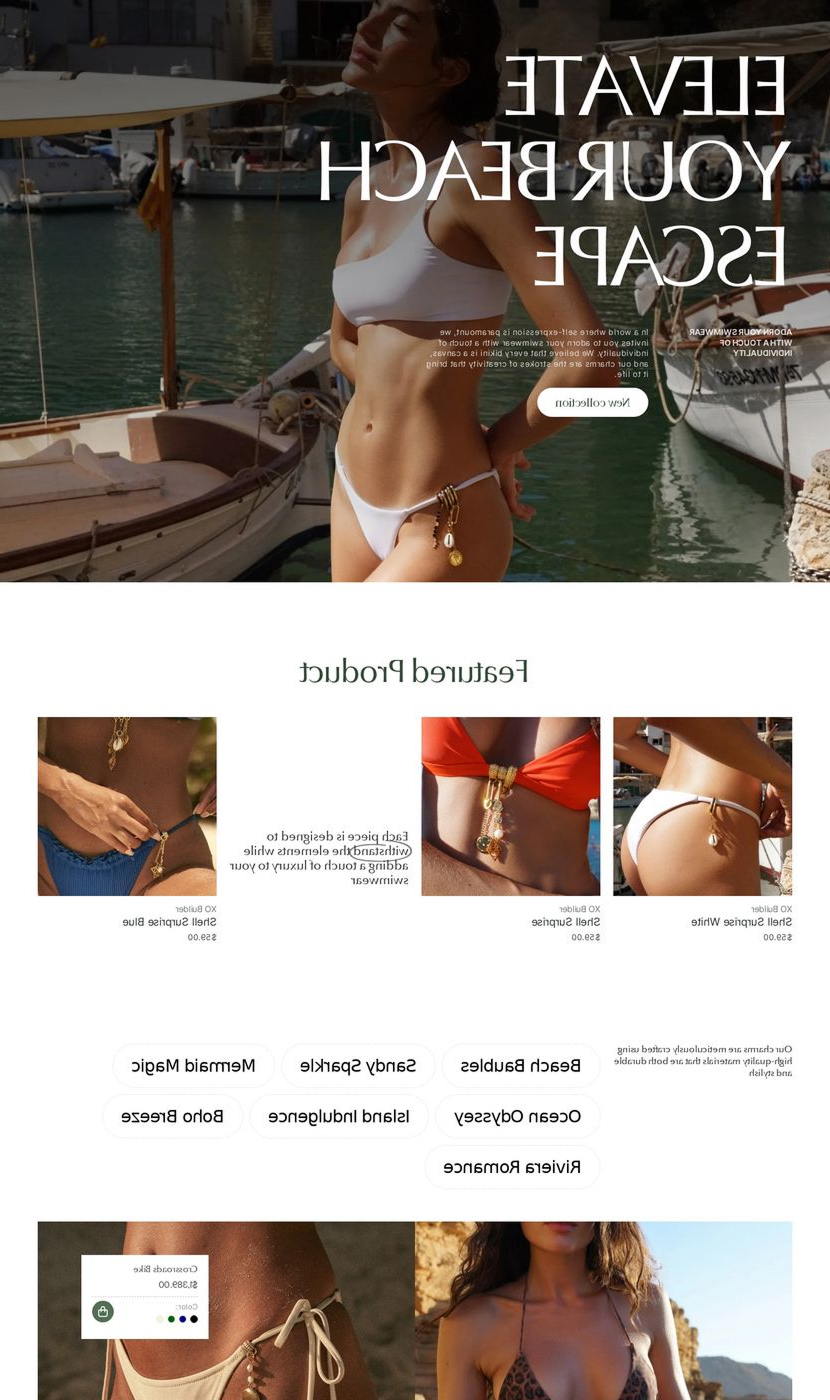 ELEVATE
YOUR BEACH
ESCAPE
ADORN YOUR SWIMWEAR
WITH A TOUCH OF
INDIVIDUALITY
In a world where self-expression is paramount, we
invites you to adorn your swimwear with a touch of
individuality. We believe that every bikini is a canvas,
and our charms are the strokes of creativity that bring
it to life.
New collection
Featured Product
XO Builder
Shell Surprise White
$59.00
XO Builder
Shell Surprise
$59.00
Each piece is designed to
withstand the elements while
adding a touch of luxury to your
swimwear
XO Builder
Shell Surprise Blue
$59.00
Our charms are meticulously crafted using
high-quality materials that are both durable
and stylish
Beach Baubles
Sandy Sparkle
Mermaid Magic
Ocean Odyssey
Island Indulgence
Boho Breeze
Riviera Romance
Crossroads Bike
$1,389.00
Color: